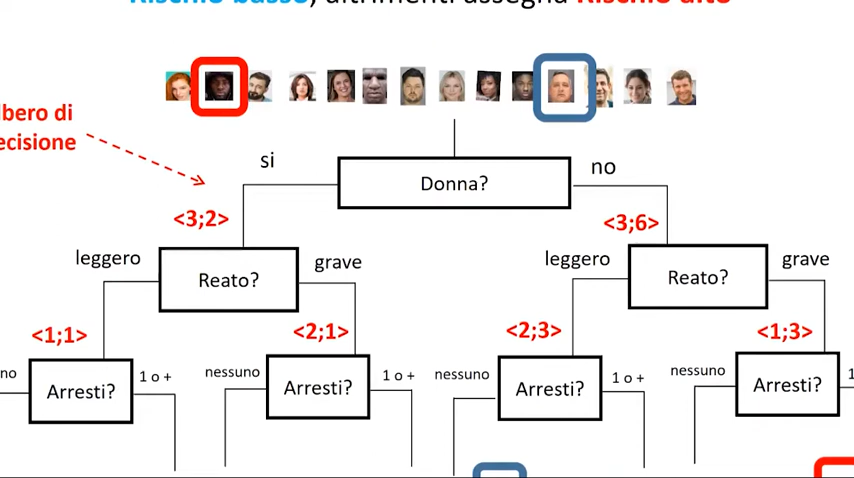 Rischio basso, altrimenti assegna Rischio alto
lbero di
ecisione
si
Donna?
no
<3;2>
<3;6>
leggero
Reato?
grave
leggero
Reato?
grave
<1;1>
<2;1>
<2;3>
<1;3>
no
Arresti?
1 o +
nessuno
Arresti?
1 o +
nessuno
Arresti?
1 o +
nessuno
Arresti?
1